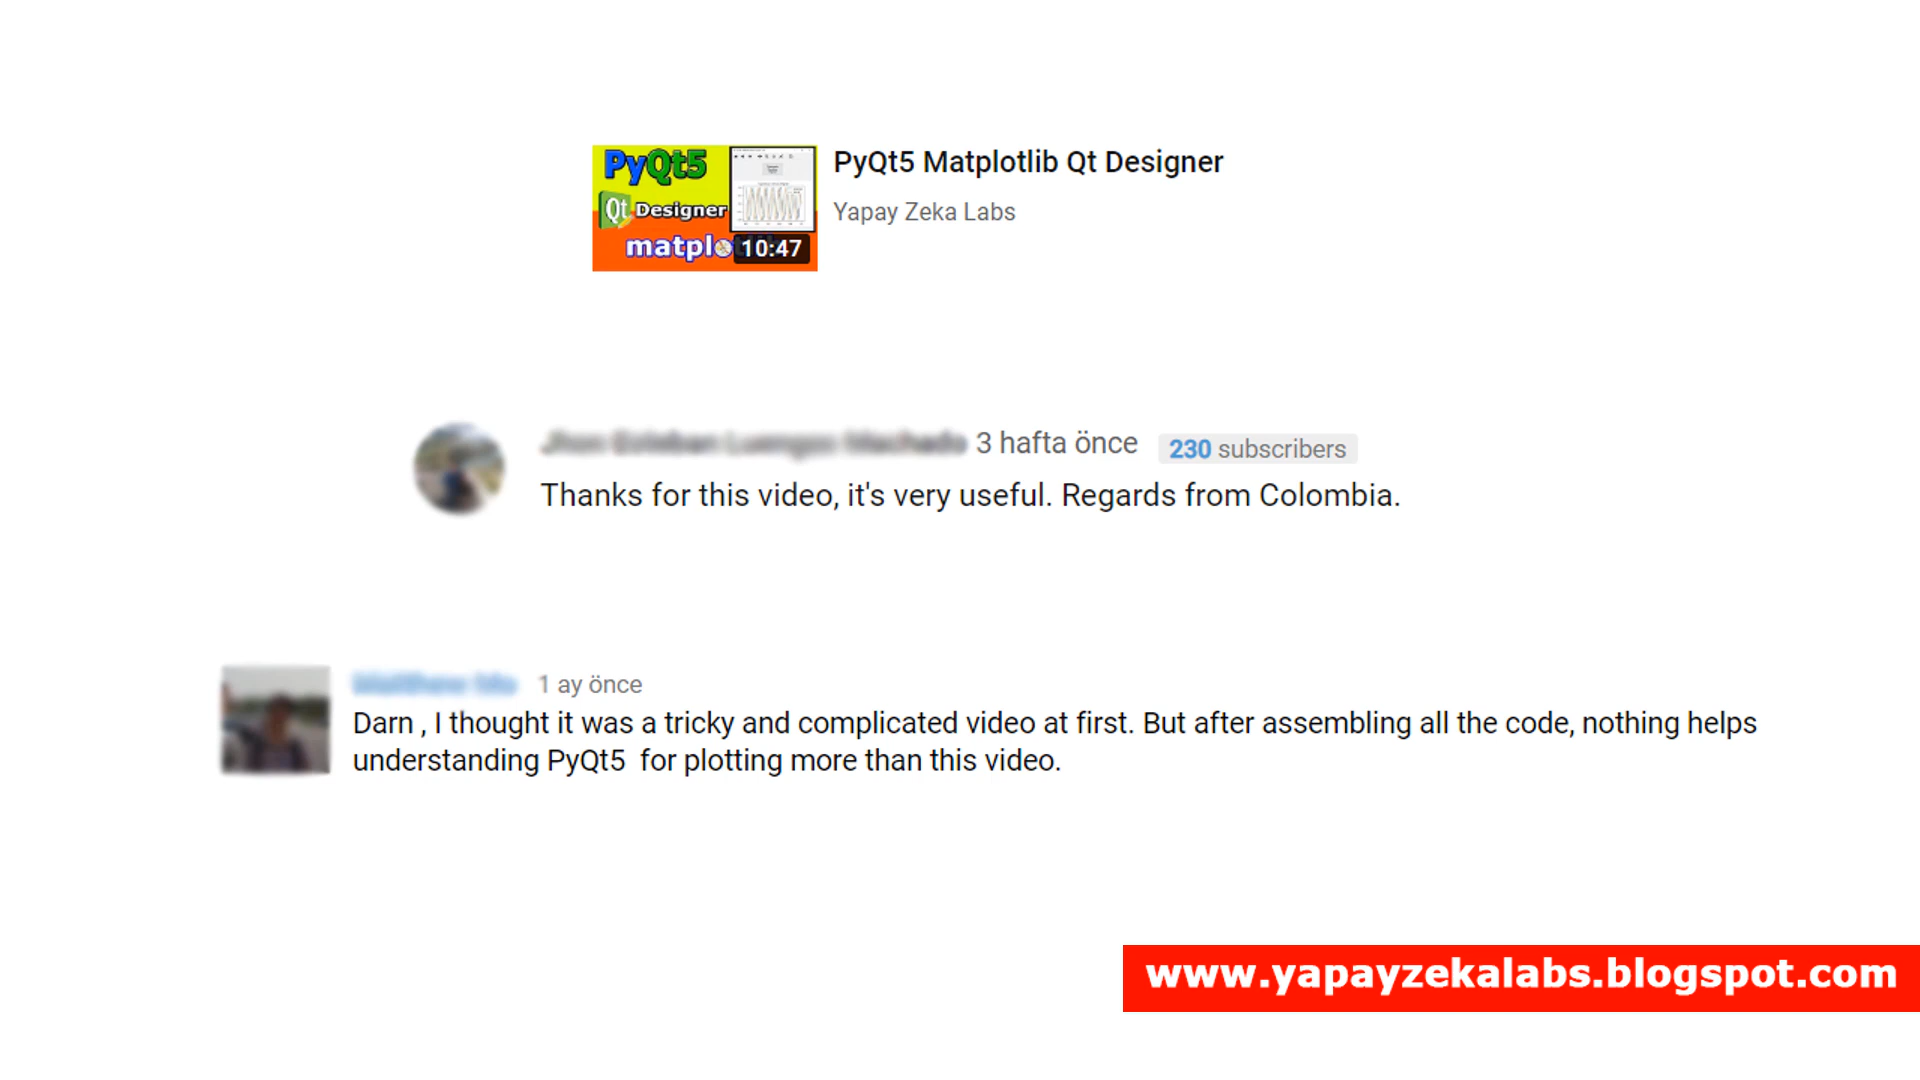 PyQt5
Qt Designer
10:47
PyQt5 Matplotlib Qt Designer
Yapay Zeka Labs
3 hafta önce 230 subscribers
Thanks for this video, it's very useful. Regards from Colombia.
1 ay önce
Darn , I thought it was a tricky and complicated video at first. But after assembling all the code, nothing helps
understanding PyQt5 for plotting more than this video.
www.yapayzekalabs.blogspot.com